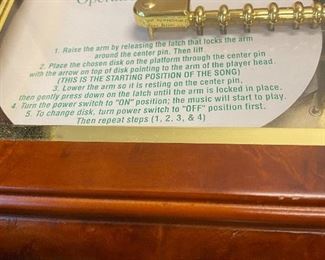 1. Raise the arm by releasing the latch that locks the arm
around the center pin. Then lift.
2. Place the chosen disk on the platform through the center pin
with the arrow on top of disk pointing to the arm of the player head.
(THIS IS THE STARTING POSITION OF THE SONG)
3. Lower the arm so it is resting on the center pin.
then gently press down on the latch until the arm is locked in place.
4. Turn the power switch to "ON" position; the music will start to play.
5. To change disk, turn power switch to "OFF" position first.
Then repeat steps (1, 2, 3, & 4)